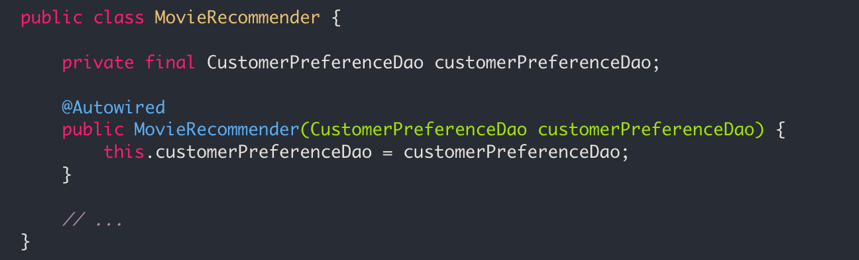 public class MovieRecommender {
private final CustomerPreferenceDao customerPreferenceDao;
@Autowired
public MovieRecommender(CustomerPreferenceDao customerPreferenceDao) {
this.customerPreferenceDao = customerPreferenceDao;
}
// ...
}